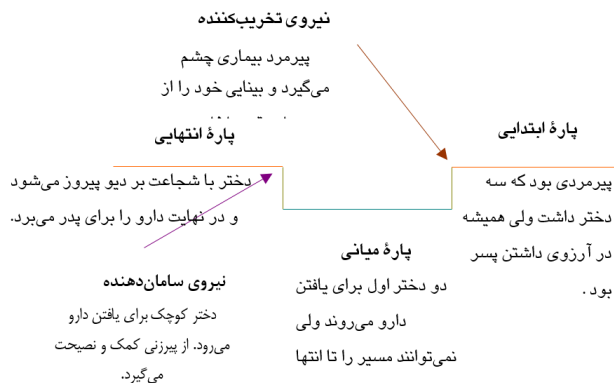 نیروی تخریب‌کننده
پیرمرد بیماری چشم
می‌گیرد و بینایی خود را از
پارهٔ ابتدایی
پیرمردی بود که سه
دختر داشت ولی همیشه
در آرزوی داشتن پسر
بود .
پارهٔ میانی
دو دختر اول برای یافتن
دارو می‌روند ولی
نمی‌توانند مسیر را تا انتها
پارهٔ انتهایی
دختر با شجاعت بر دیو پیروز می‌شود
و در نهایت دارو را برای پدر می‌برد.
نیروی سامان‌دهنده
دختر کوچک برای یافتن دارو
می‌رود. از پیرزنی کمک و نصیحت
می‌گیرد.